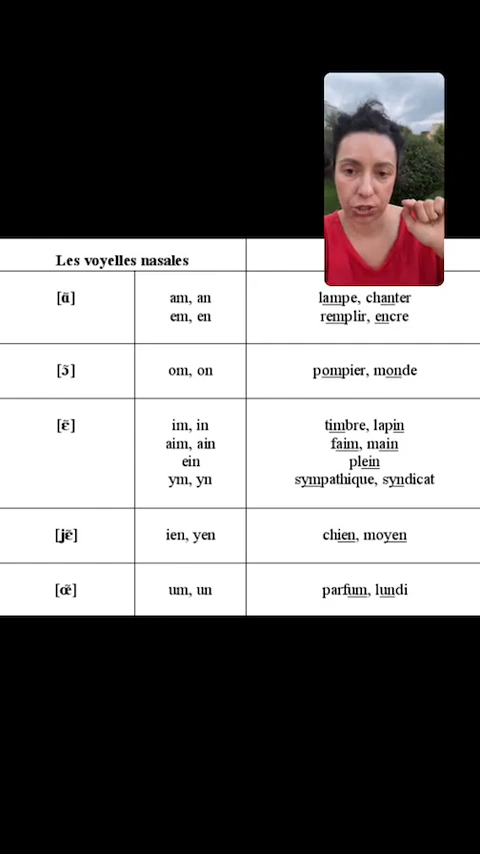 Les voyelles nasales
[ɑ̃]
am, an
em, en
lampe, chanter
remplir, encre
[ɔ̃]
om, on
pompier, monde
[ɛ̃]
im, in
aim, ain
ein
ym, yn
timbre, lapin
faim, main
plein
sympathique, syndicat
[jɛ̃]
ien, yen
chien, moyen
[œ̃]
um, un
parfum, lundi